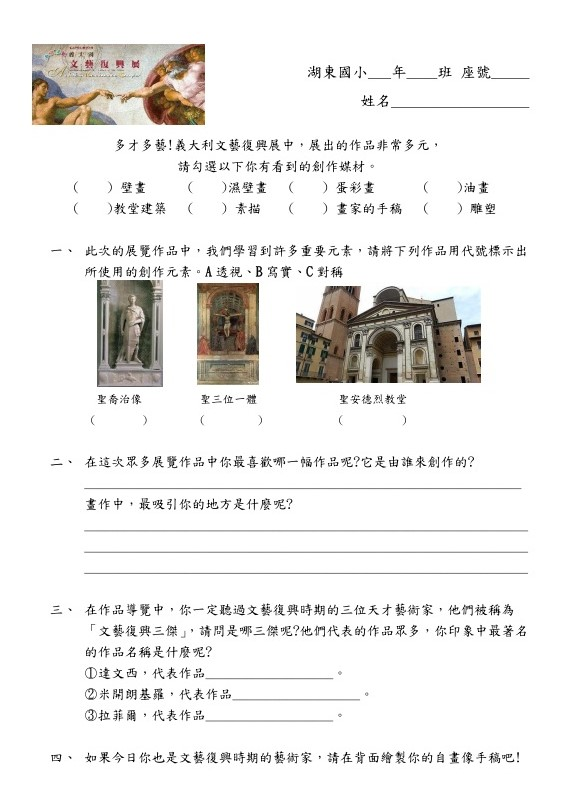 義大利
文藝復興展
湖東國小___年____班 座號_____
姓名__________________
多才多藝!義大利文藝復興展中，展出的作品非常多元，
請勾選以下你有看到的創作媒材。
(　　) 壁畫 (　　)濕壁畫 (　　) 蛋彩畫 (　　)油畫
(　　)教堂建築 (　　) 素描 (　　) 畫家的手稿 (　　) 雕塑
一、 此次的展覽作品中，我們學習到許多重要元素，請將下列作品用代號標示出
所使用的創作元素。A透視、B寫實、C對稱
聖喬治像 聖三位一體 聖安德烈教堂
(　　　) (　　　) (　　　)
二、 在這次眾多展覽作品中你最喜歡哪一幅作品呢?它是由誰來創作的?
畫作中，最吸引你的地方是什麼呢?
三、 在作品導覽中，你一定聽過文藝復興時期的三位天才藝術家，他們被稱為
「文藝復興三傑」，請問是哪三傑呢?他們代表的作品眾多，你印象中最著名
的作品名稱是什麼呢?
①達文西，代表作品__________________。
②米開朗基羅，代表作品__________________。
③拉菲爾，代表作品__________________。
四、 如果今日你也是文藝復興時期的藝術家，請在背面繪製你的自畫像手稿吧!